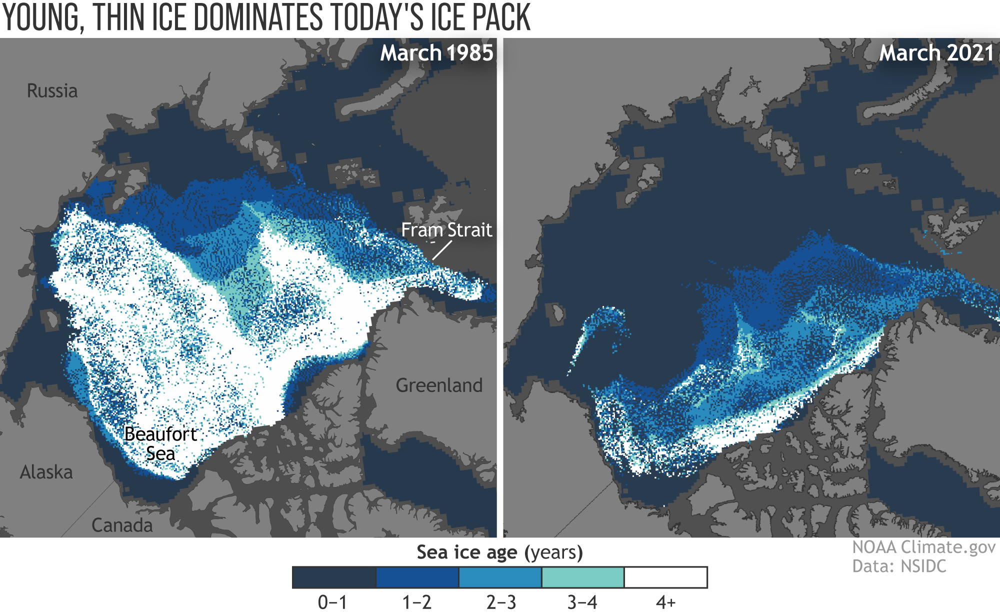 YOUNG, THIN ICE DOMINATES TODAY'S ICE PACK
March 1985
March 2021
Russia
Fram Strait
Greenland
Beaufort
Sea
Alaska
Canada
Sea ice age (years)
0–1 1–2 2–3 3–4 4+
NOAA Climate.gov
Data: NSIDC